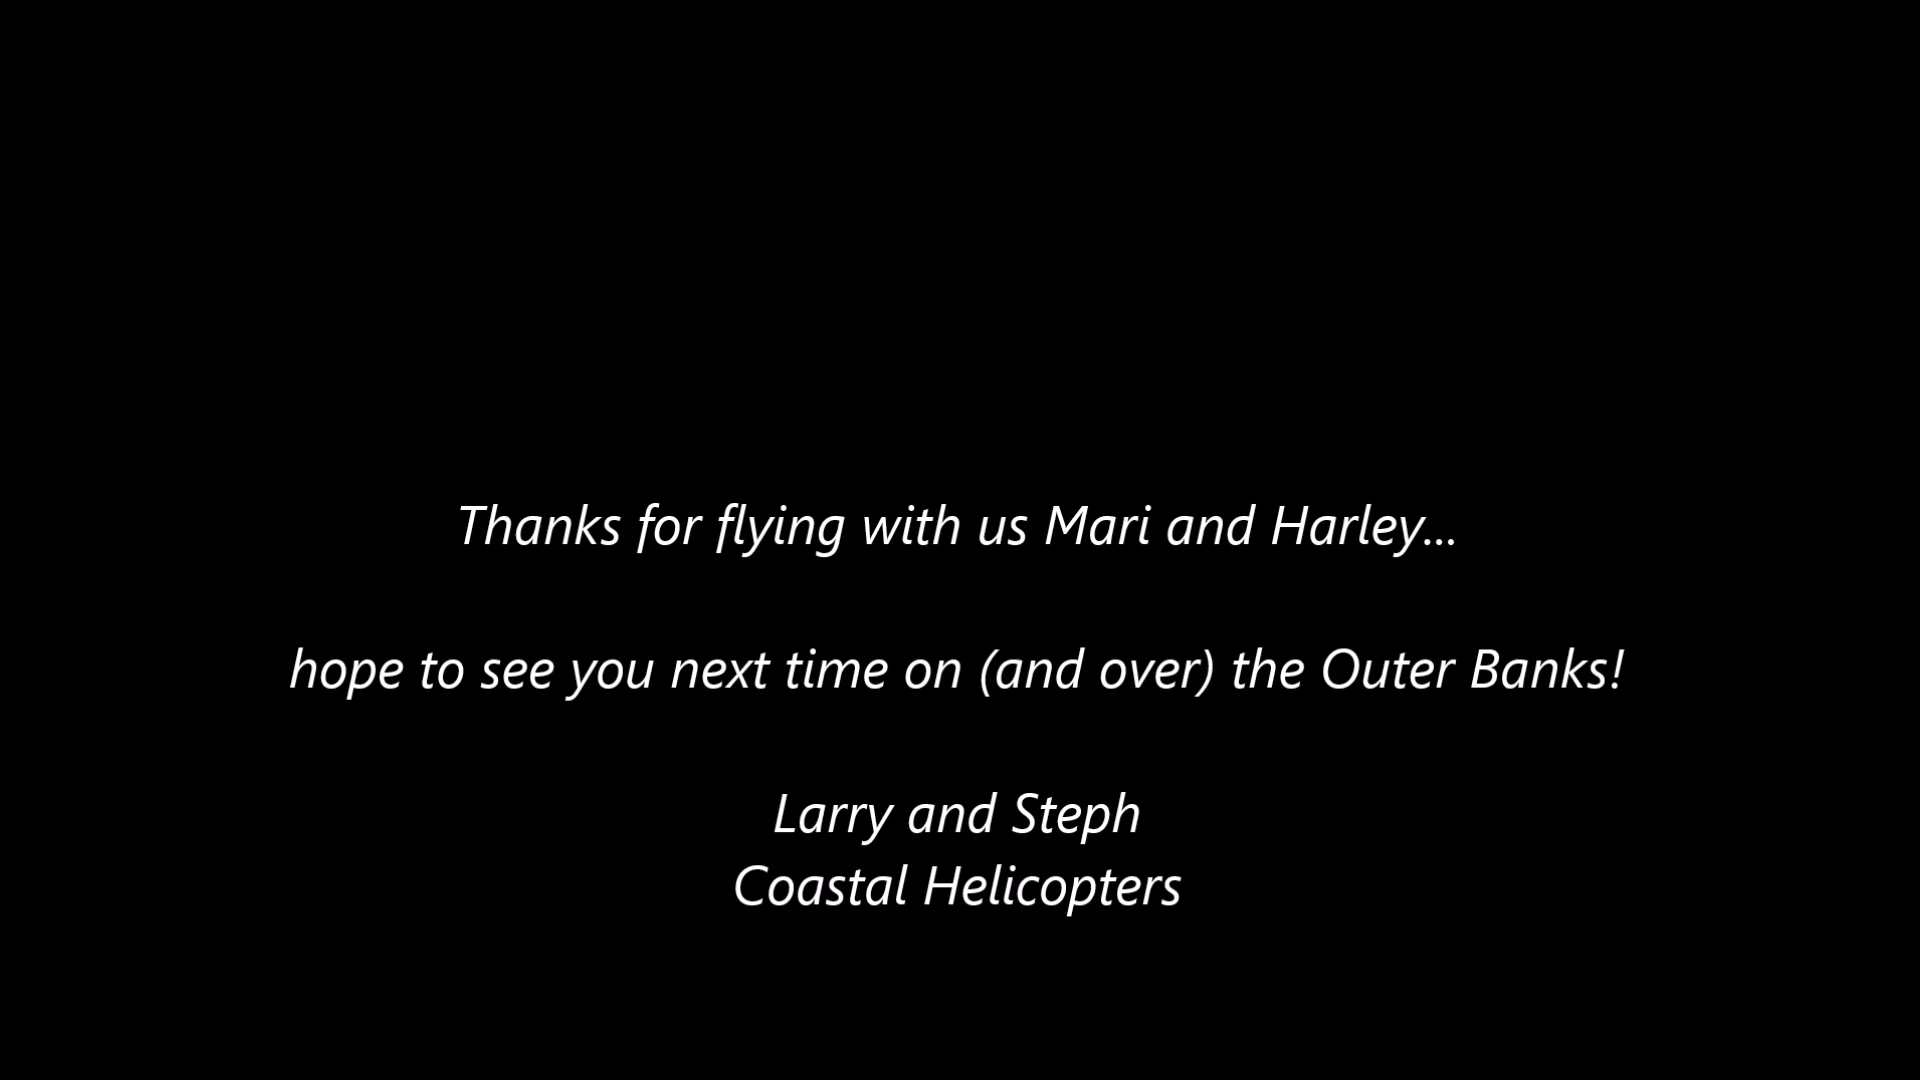 Thanks for flying with us Mari and Harley...
hope to see you next time on (and over) the Outer Banks!
Larry and Steph
Coastal Helicopters